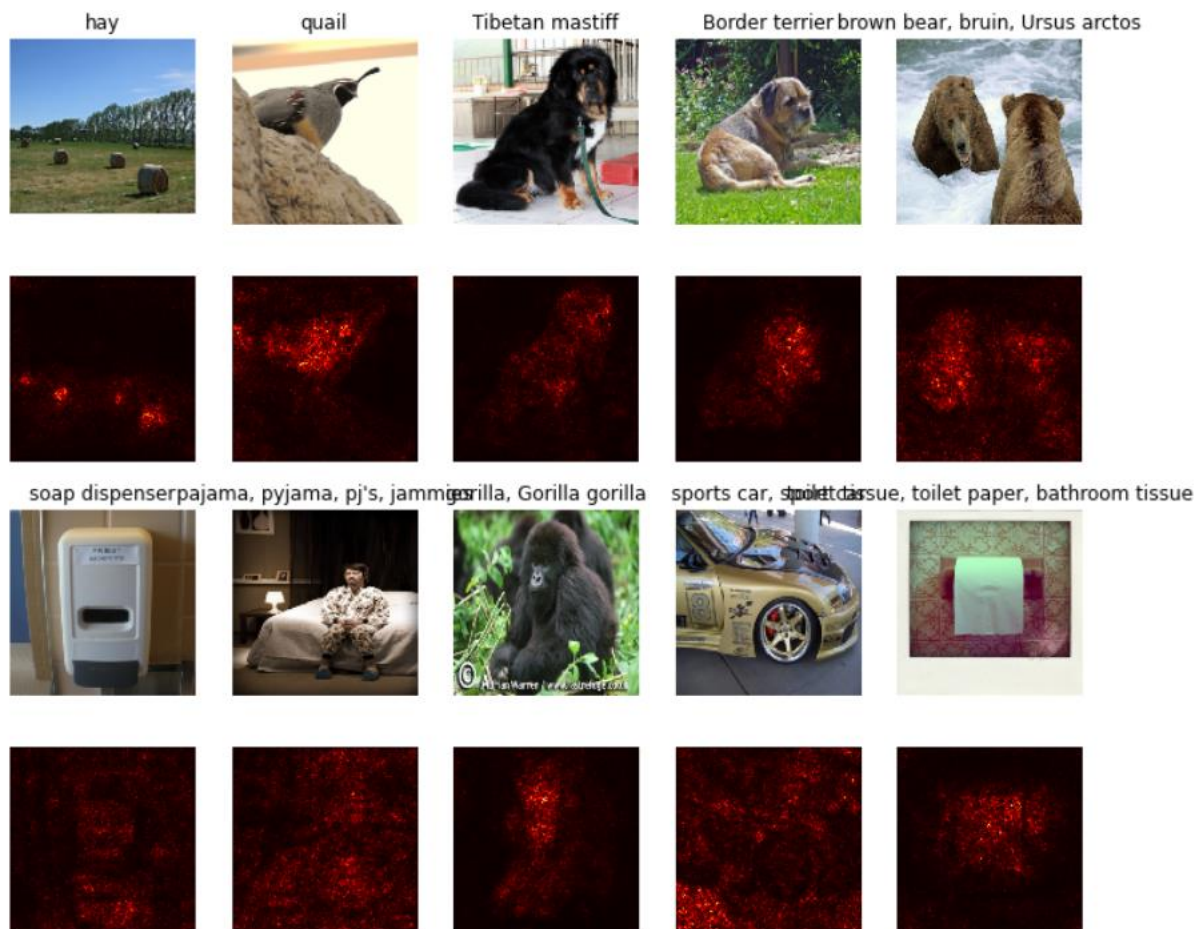 hay
quail
Tibetan mastiff
Border terrier
brown bear, bruin, Ursus arctos
soap dispenser
pajama, pyjama, pj's, jammies
gorilla, Gorilla gorilla
sports car, sport car
toilet tissue, toilet paper, bathroom tissue